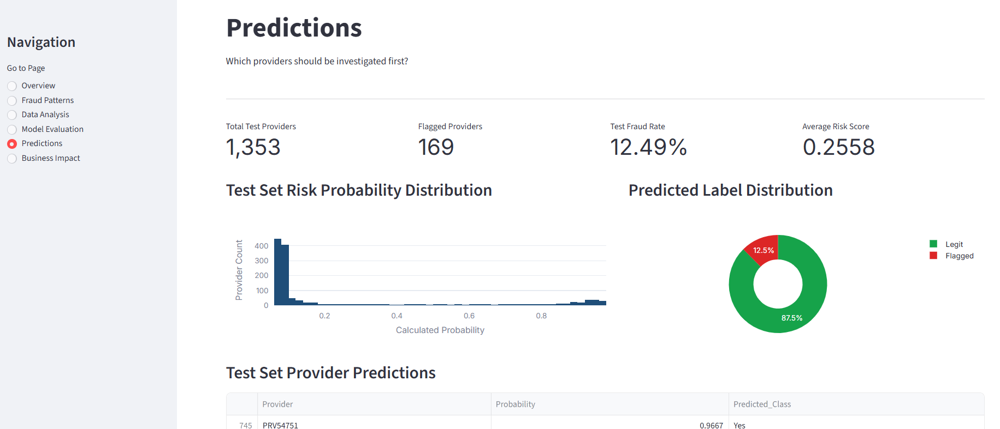 Navigation
Go to Page
Overview
Fraud Patterns
Data Analysis
Model Evaluation
Predictions
Business Impact
Predictions
Which providers should be investigated first?
Total Test Providers
1,353
Flagged Providers
169
Test Fraud Rate
12.49%
Average Risk Score
0.2558
Test Set Risk Probability Distribution
Provider Count
400
300
200
100
0
0.2 0.4 0.6 0.8
Calculated Probability
Predicted Label Distribution
12.5%
87.5%
Legit
Flagged
Test Set Provider Predictions
Provider Probability Predicted_Class
745 PRV54751 0.9667 Yes